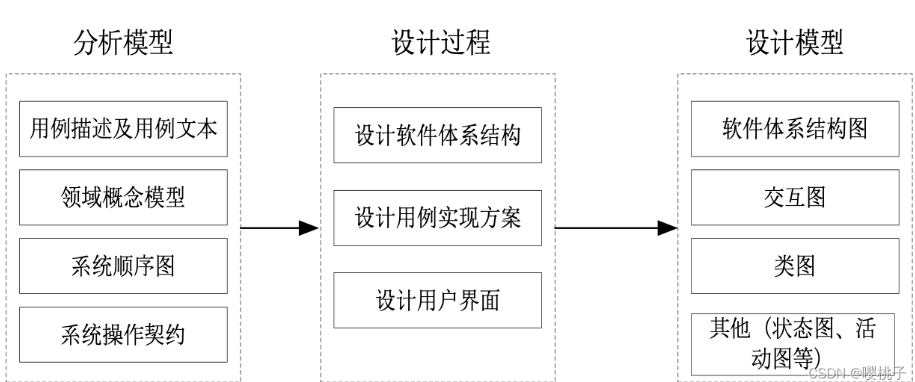 分析模型
用例描述及用例文本
领域概念模型
系统顺序图
系统操作契约
设计过程
设计软件体系结构
设计用例实现方案
设计用户界面
设计模型
软件体系结构图
交互图
类图
其他（状态图、活
动图等）
CSDN @嘤桃子